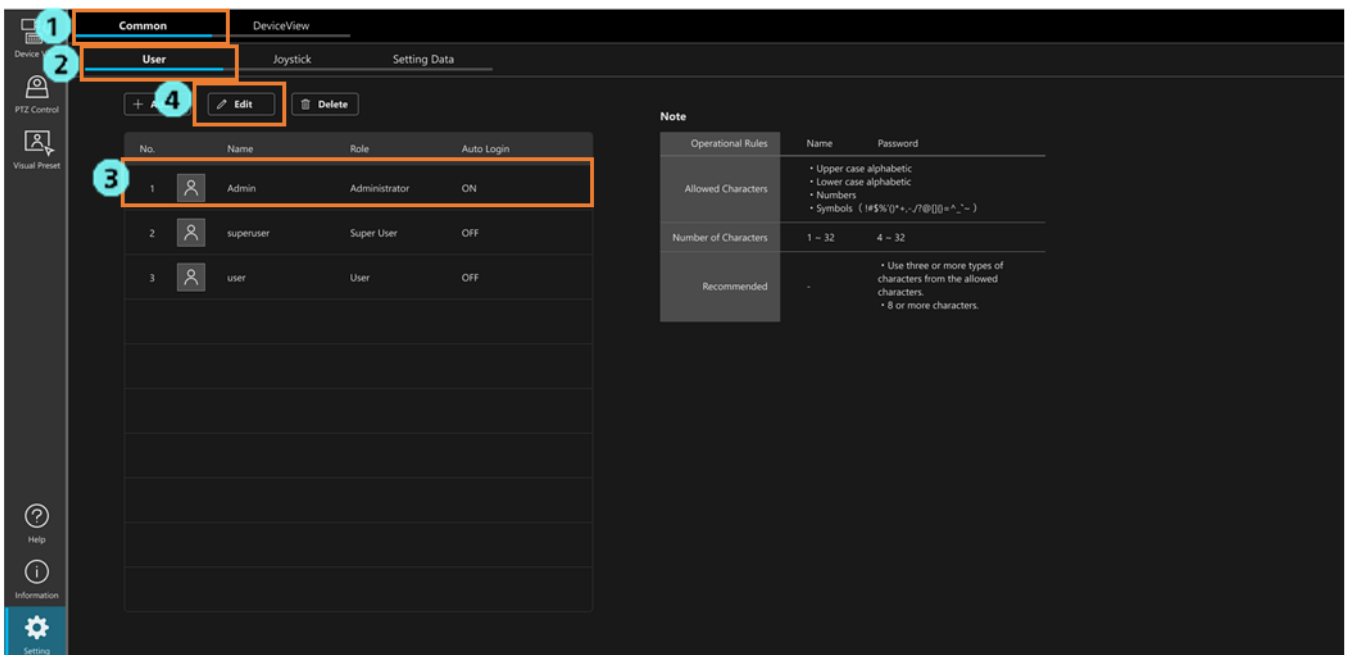 1
Common
DeviceView
Device
2
User
Joystick
Setting Data
PTZ Control
Visual Preset
4
+
Edit
Delete
No.
Name
Role
Auto Login
3
1
Admin
Administrator
ON
2
superuser
Super User
OFF
3
user
User
OFF
Note
Operational Rules
Name
Password
Allowed Characters
・Upper case alphabetic
・Lower case alphabetic
・Numbers
・Symbols
Number of Characters
1 ~ 32
4 ~ 32
Recommended
-
・Use three or more types of
characters from the allowed
characters.
・8 or more characters.
?
Help
i
Information
Setting